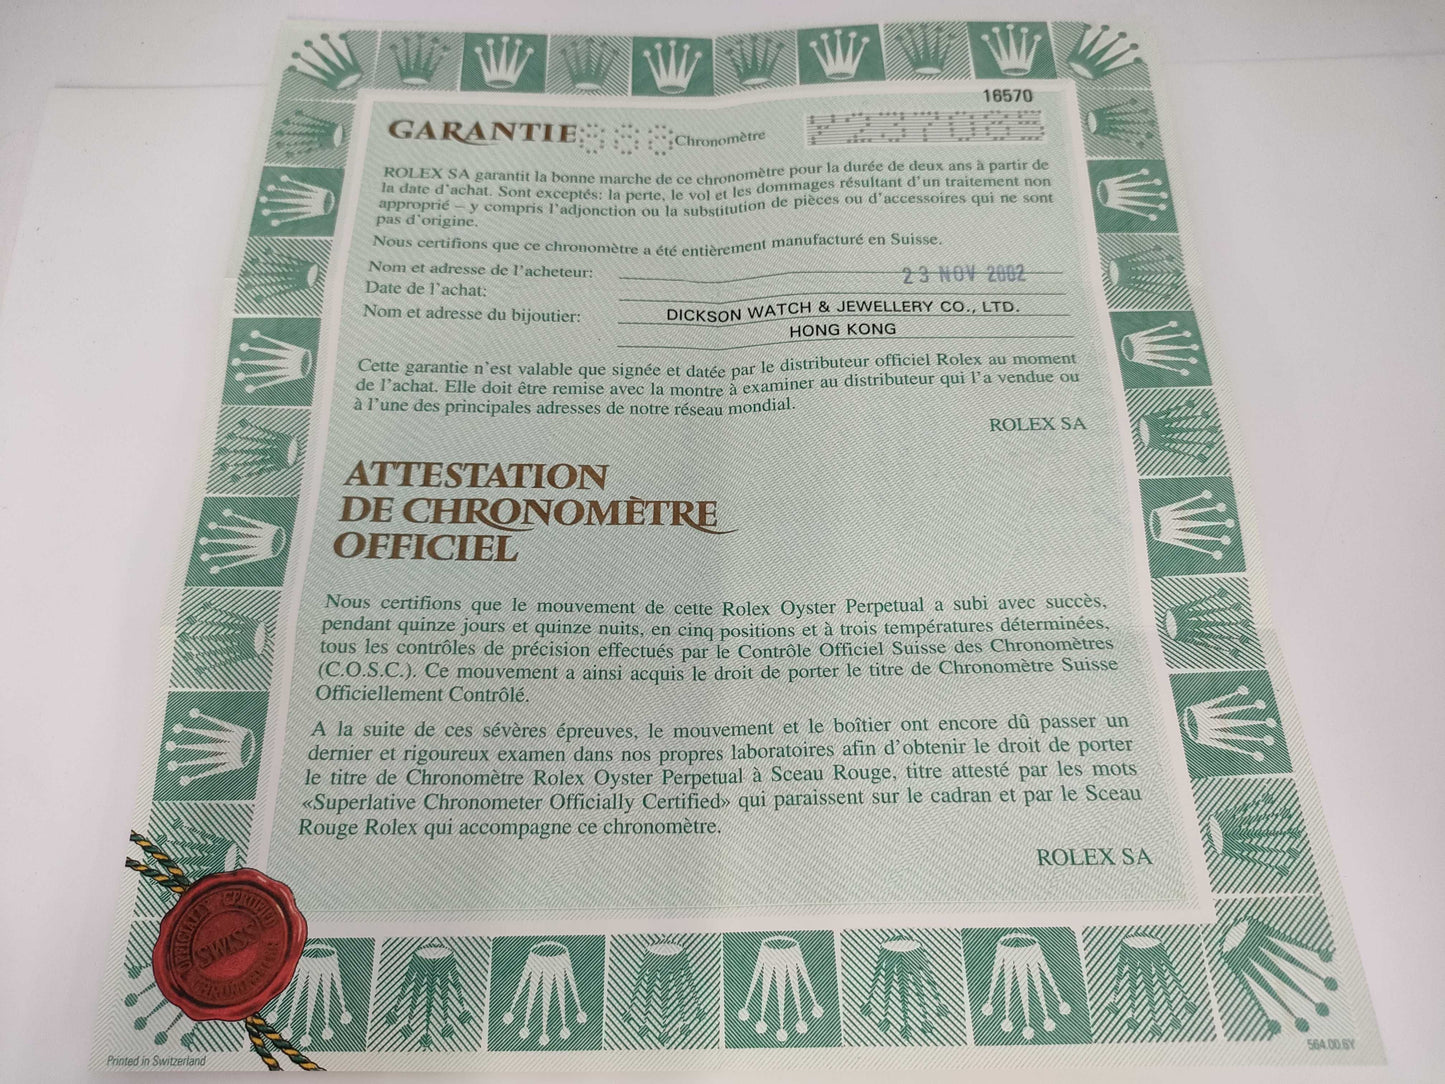 16570
GARANTIE 888 Chronomètre
ROLEX SA garantit la bonne marche de ce chronomètre pour la durée de deux ans à partir de
la date d'achat. Sont exceptés: la perte, le vol et les dommages résultant d'un traitement non
approprié – y compris l'adjonction ou la substitution de pièces ou d'accessoires qui ne sont
pas d'origine.
Nous certifions que ce chronomètre a été entièrement manufacturé en Suisse.
Nom et adresse de l'acheteur:
23 NOV 2002
Date de l'achat:
Nom et adresse du bijoutier: DICKSON WATCH & JEWELLERY CO., LTD.
HONG KONG
Cette garantie n'est valable que signée et datée par le distributeur officiel Rolex au moment
de l'achat. Elle doit être remise avec la montre à examiner au distributeur qui l'a vendue ou
à l'une des principales adresses de notre réseau mondial.
ROLEX SA
ATTESTATION
DE CHRONOMÈTRE
OFFICIEL
Nous certifions que le mouvement de cette Rolex Oyster Perpetual a subi avec succès,
pendant quinze jours et quinze nuits, en cinq positions et à trois températures déterminées,
tous les contrôles de précision effectués par le Contrôle Officiel Suisse des Chronomètres
(C.O.S.C.). Ce mouvement a ainsi acquis le droit de porter le titre de Chronomètre Suisse
Officiellement Contrôlé.
A la suite de ces sévères épreuves, le mouvement et le boîtier ont encore dû passer un
dernier et rigoureux examen dans nos propres laboratoires afin d'obtenir le droit de porter
le titre de Chronomètre Rolex Oyster Perpetual à Sceau Rouge, titre attesté par les mots
«Superlative Chronometer Officially Certified» qui paraissent sur le cadran et par le Sceau
Rouge Rolex qui accompagne ce chronomètre.
ROLEX SA
OFFICIALLY CERTIFIED
SWISS
CHRONOMETER
Printed in Switzerland
564.00.6Y